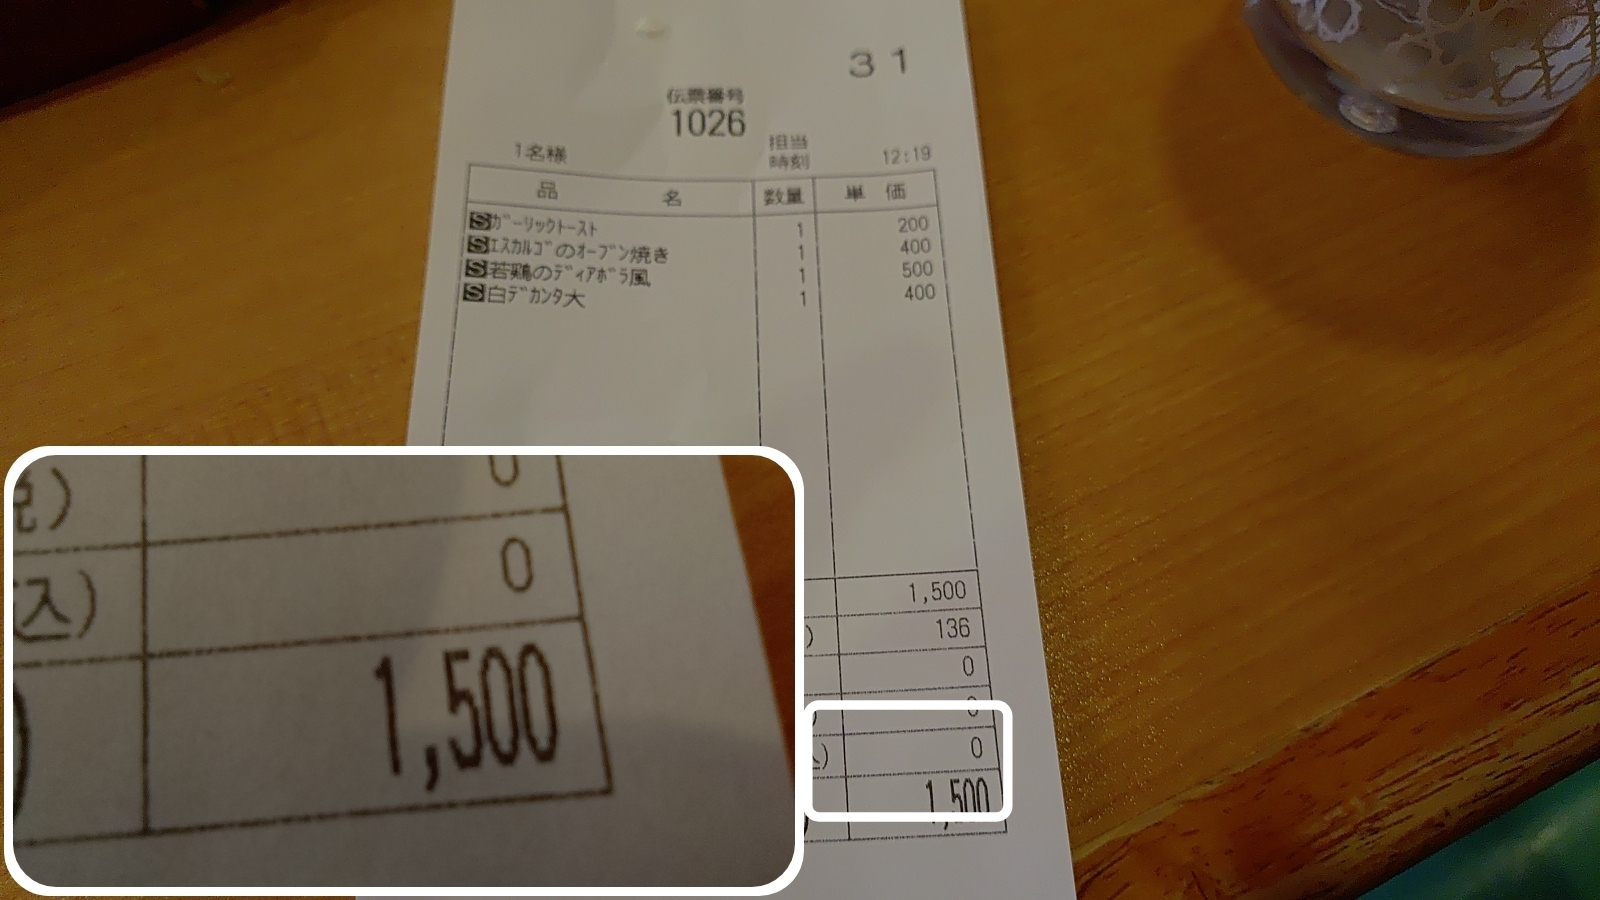 31
伝票番号
1026
1名様 担当
時刻 12:19
品 名 数量 単 価
Sガーリックトースト 1 200
Sエスカルゴのオーブン焼き 1 400
S若鶏のディアボラ風 1 500
S白デカンタ大 1 400
1,500
) 136
0
) 0
込) 0
) 1,500
0
) 0
込) 0
) 1,500